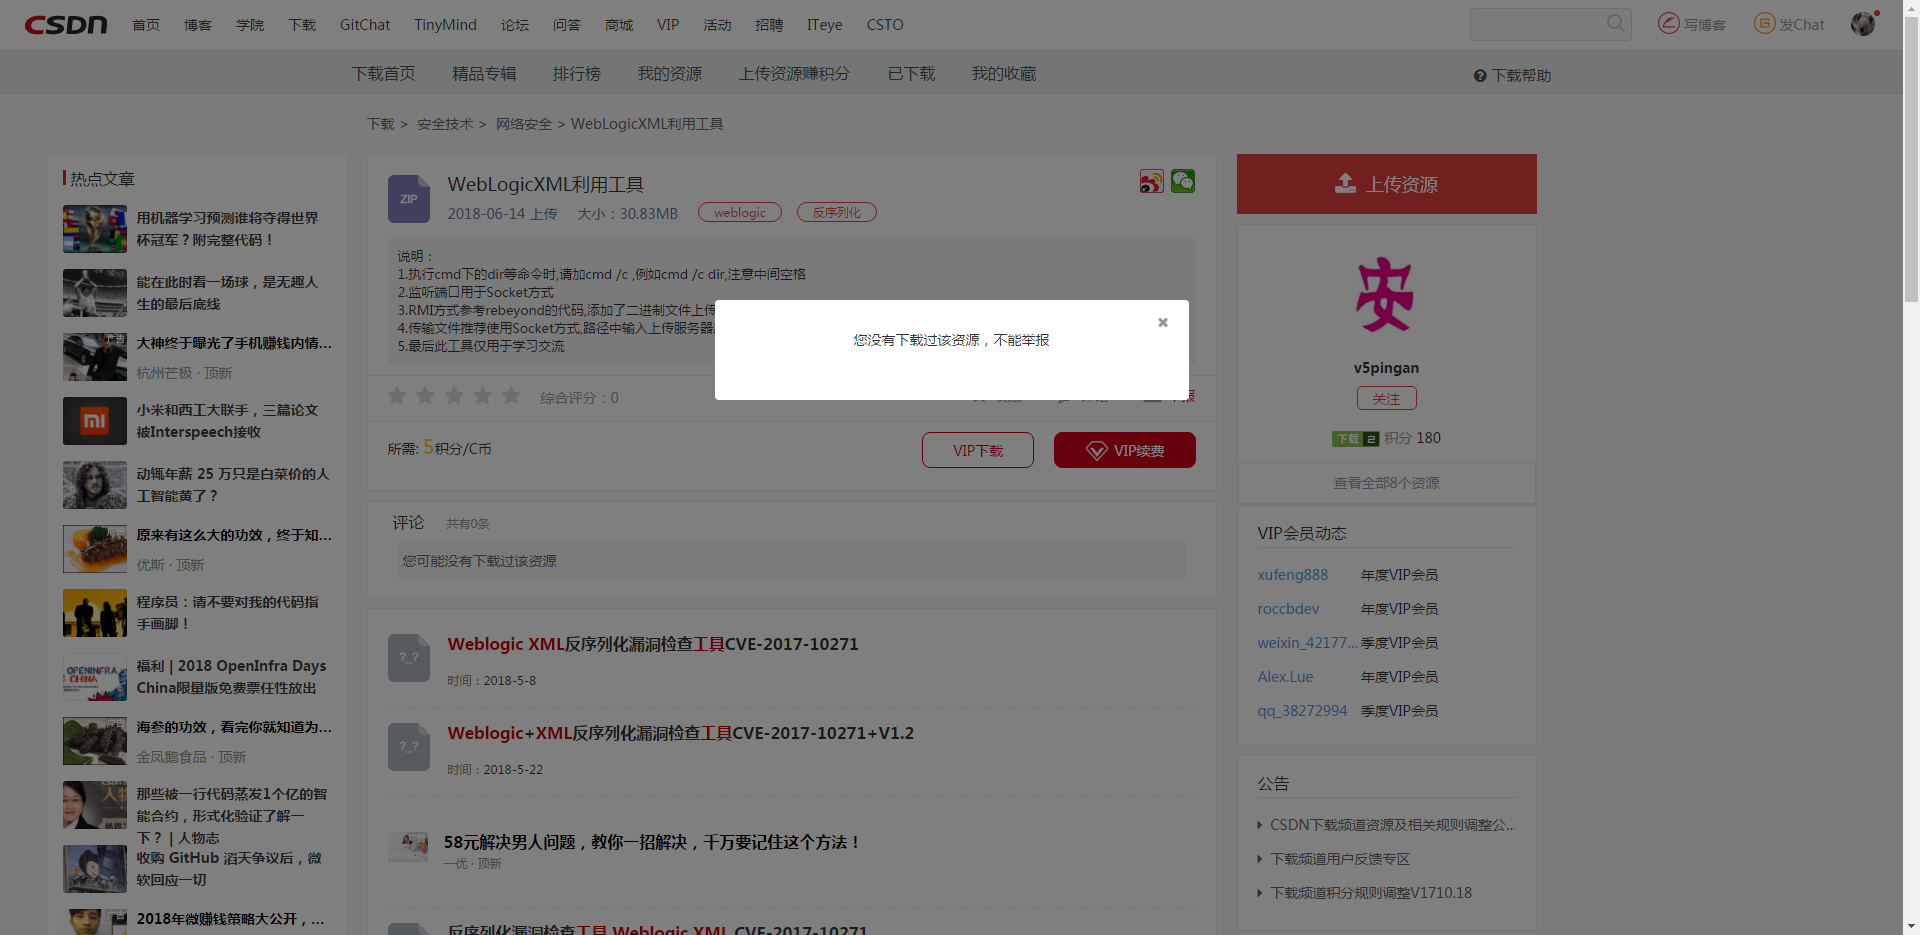 CSDN 首页 博客 学院 下载 GitChat TinyMind 论坛 问答 商城 VIP 活动 招聘 ITeye CSTO 写博客 发Chat
下载首页 精品专辑 排行榜 我的资源 上传资源赚积分 已下载 我的收藏 下载帮助
下载 > 安全技术 > 网络安全 > WebLogicXML利用工具
热点文章
用机器学习预测谁将夺得世界
杯冠军？附完整代码！
能在此时看一场球，是无趣人
生的最后底线
广告
大神终于曝光了手机赚钱内情...
杭州芒极 · 顶新
小米和西工大联手，三篇论文
被Interspeech接收
动辄年薪 25 万只是白菜价的人
工智能黄了？
原来有这么大的功效，终于知...
优斯 · 顶新
程序员：请不要对我的代码指
手画脚！
OPENINFRA
CHINA
福利 | 2018 OpenInfra Days
China限量版免费票任性放出
海参的功效，看完你就知道为...
金凤鹅食品 · 顶新
那些被一行代码蒸发1个亿的智
能合约，形式化验证了解一
下？ | 人物志
收购 GitHub 滔天争议后，微
软回应一切
2018年微赚钱策略大公开，...
ZIP
WebLogicXML利用工具
2018-06-14 上传 大小：30.83MB weblogic 反序列化
说明：
1.执行cmd下的dir等命令时,请加cmd /c ,例如cmd /c dir,注意中间空格
2.监听端口用于Socket方式
3.RMI方式参考rebeyond的代码,添加了二进制文件上传
4.传输文件推荐使用Socket方式,路径中输入上传服务器
5.最后此工具仅用于学习交流
您没有下载过该资源，不能举报
综合评分：0
所需: 5积分/C币
VIP下载
VIP续费
评论 共有0条
您可能没有下载过该资源
?_?
Weblogic XML反序列化漏洞检查工具CVE-2017-10271
时间：2018-5-8
?_?
Weblogic+XML反序列化漏洞检查工具CVE-2017-10271+V1.2
时间：2018-5-22
58元解决男人问题，教你一招解决，千万要记住这个方法！
一优 · 顶新
反序列化漏洞检查工具 Weblogic XML CVE-2017-10271
上传资源
安
v5pingan
关注
下载 2 积分 180
查看全部8个资源
VIP会员动态
xufeng888 年度VIP会员
roccbdev 年度VIP会员
weixin_42177... 季度VIP会员
Alex.Lue 年度VIP会员
qq_38272994 季度VIP会员
公告
CSDN下载频道资源及相关规则调整公...
下载频道用户反馈专区
下载频道积分规则调整V1710.18